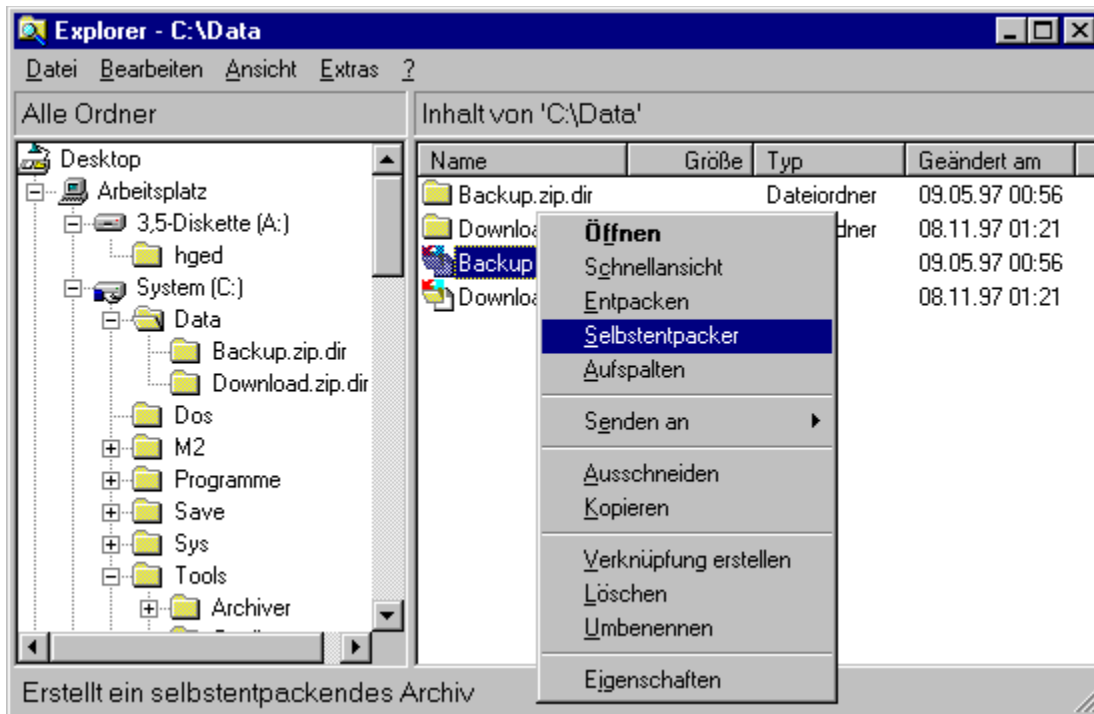 Explorer - C:\Data
Datei Bearbeiten Ansicht Extras ?
Alle Ordner
Inhalt von 'C:\Data'
Desktop
Arbeitsplatz
3,5-Diskette (A:)
hged
System (C:)
Data
Backup.zip.dir
Download.zip.dir
Dos
M2
Programme
Save
Sys
Tools
Archiver
Name Größe Typ Geändert am
Backup.zip.dir Dateiordner 09.05.97 00:56
Downloa dner 08.11.97 01:21
Backup 09.05.97 00:56
Downloa 08.11.97 01:21
Öffnen
Schnellansicht
Entpacken
Selbstentpacker
Aufspalten
Senden an
Ausschneiden
Kopieren
Verknüpfung erstellen
Löschen
Umbenennen
Eigenschaften
Erstellt ein selbstentpackendes Archiv